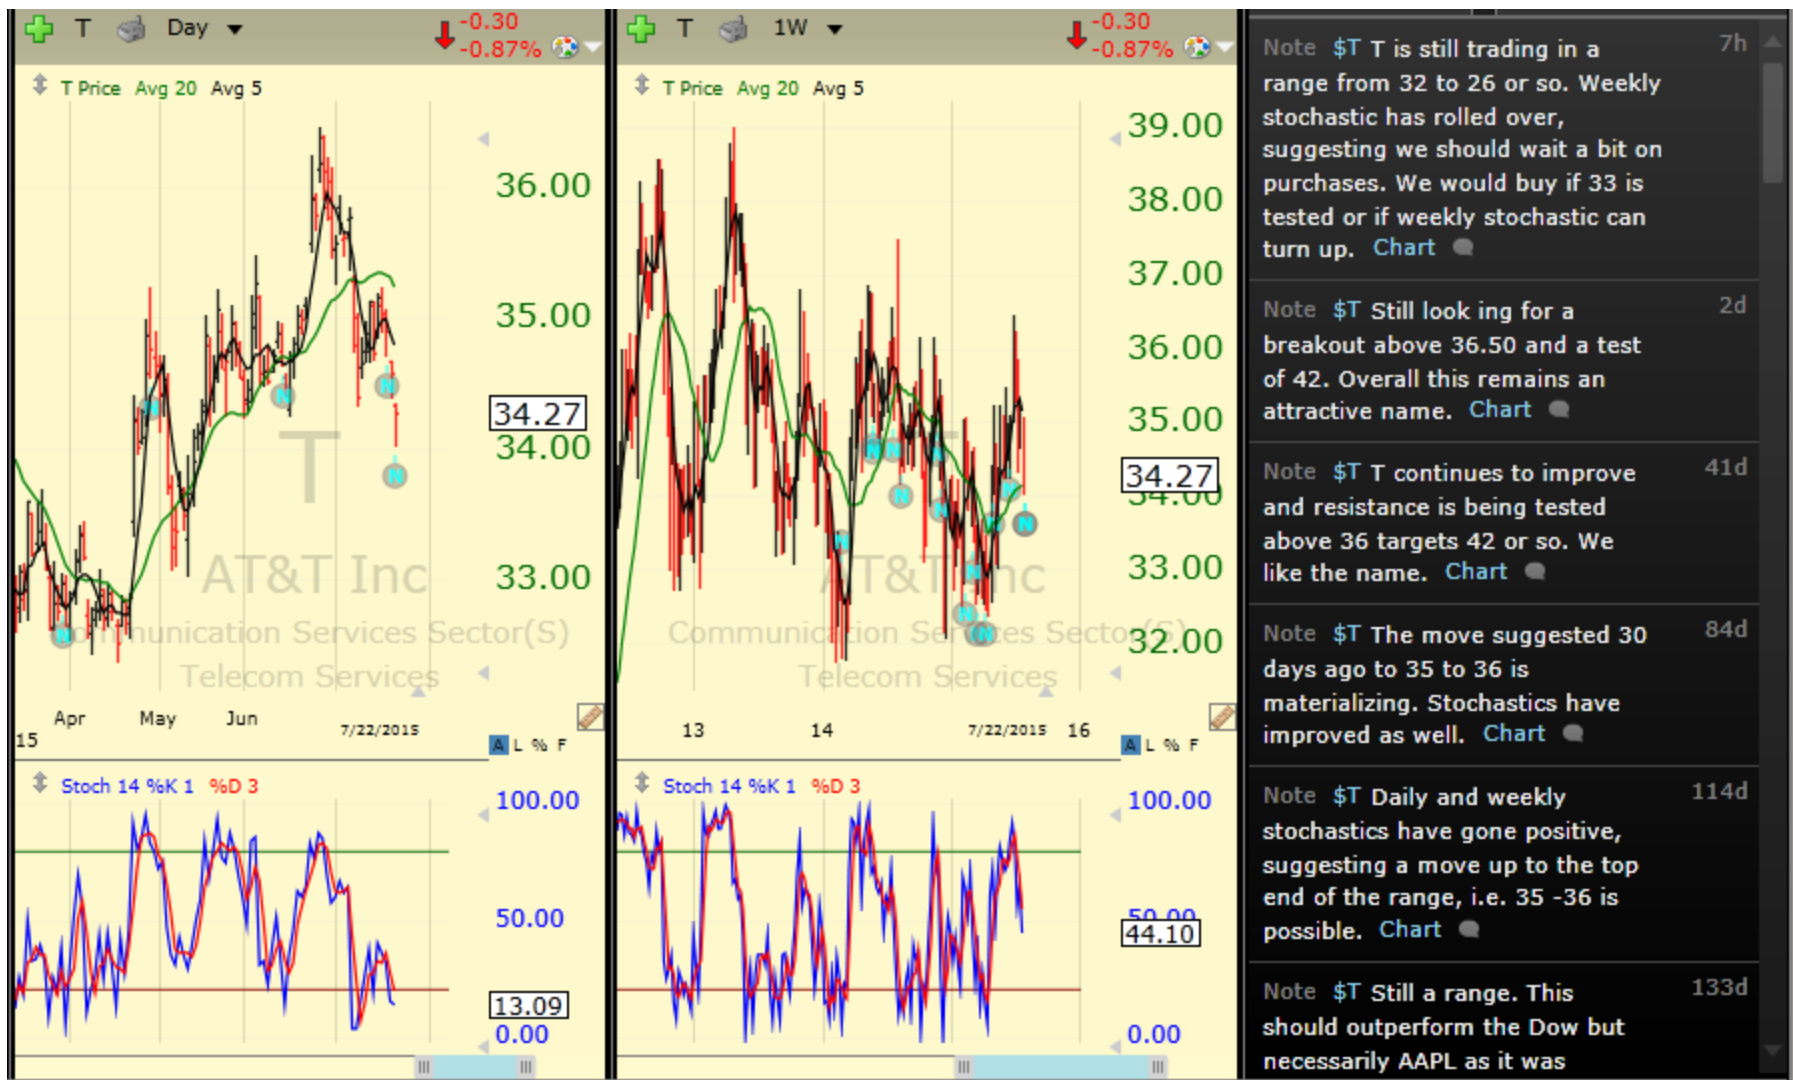 T Day -0.30
-0.87%
T Price Avg 20 Avg 5
36.00
35.00
34.27
34.00
33.00
T
AT&T Inc
Communication Services Sector(S)
Telecom Services
Apr May Jun
15 7/22/2015
A L % F
Stoch 14 %K 1 %D 3
100.00
50.00
13.09
0.00
N
N
N
N
N
T 1W -0.30
-0.87%
T Price Avg 20 Avg 5
39.00
38.00
37.00
36.00
35.00
34.27
34.00
33.00
32.00
AT&T Inc
Communication Services Sector(S)
Telecom Services
13 14 7/22/2015 16
A L % F
Stoch 14 %K 1 %D 3
100.00
50.00
44.10
0.00
Note $T T is still trading in a 7h
range from 32 to 26 or so. Weekly
stochastic has rolled over,
suggesting we should wait a bit on
purchases. We would buy if 33 is
tested or if weekly stochastic can
turn up. Chart
Note $T Still look ing for a 2d
breakout above 36.50 and a test
of 42. Overall this remains an
attractive name. Chart
Note $T T continues to improve 41d
and resistance is being tested
above 36 targets 42 or so. We
like the name. Chart
Note $T The move suggested 30 84d
days ago to 35 to 36 is
materializing. Stochastics have
improved as well. Chart
Note $T Daily and weekly 114d
stochastics have gone positive,
suggesting a move up to the top
end of the range, i.e. 35 -36 is
possible. Chart
Note $T Still a range. This 133d
should outperform the Dow but
necessarily AAPL as it was